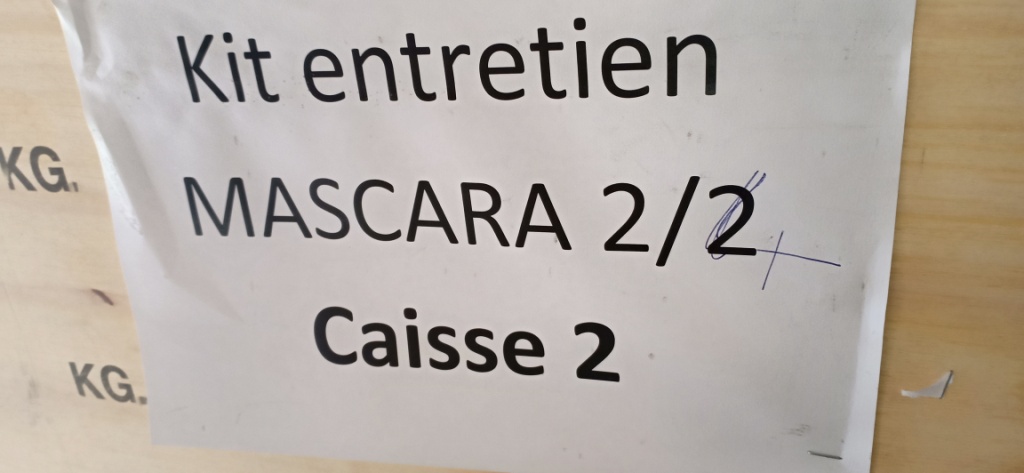 Kit entretien
KG.
MASCARA 2/2
Caisse 2
KG.